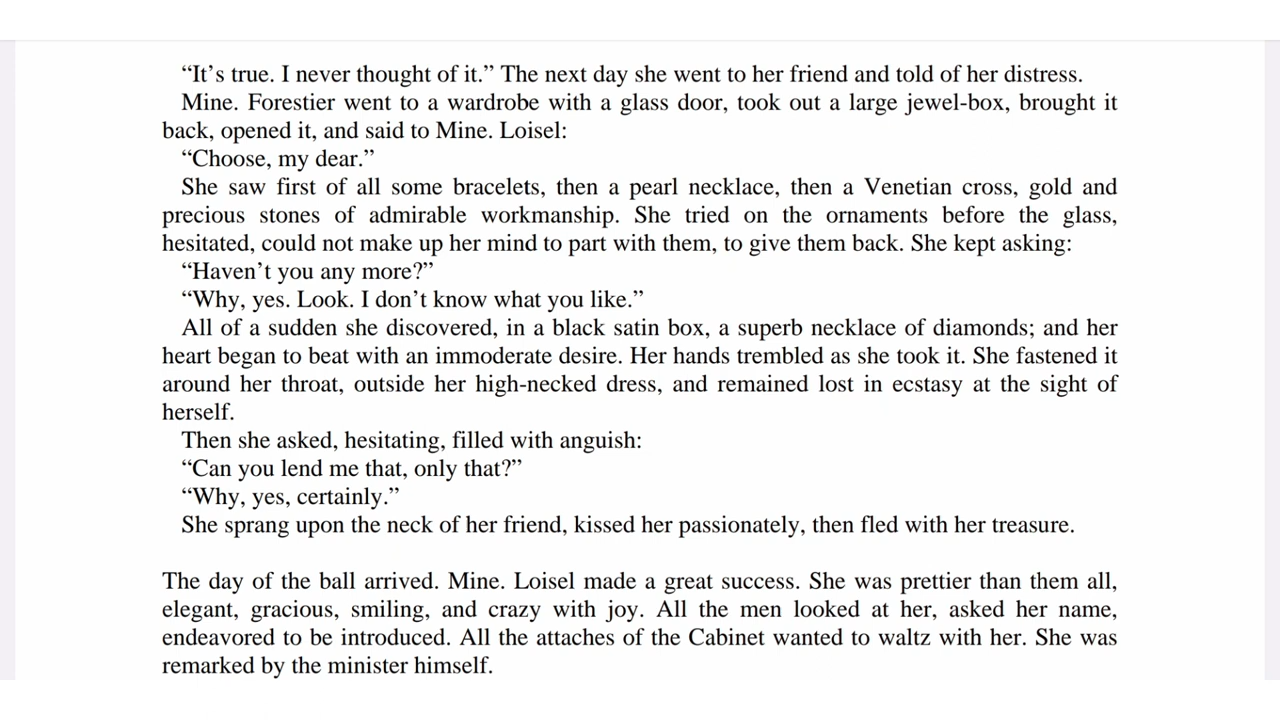 “It’s true. I never thought of it.” The next day she went to her friend and told of her distress.
Mine. Forestier went to a wardrobe with a glass door, took out a large jewel-box, brought it
back, opened it, and said to Mine. Loisel:
“Choose, my dear.”
She saw first of all some bracelets, then a pearl necklace, then a Venetian cross, gold and
precious stones of admirable workmanship. She tried on the ornaments before the glass,
hesitated, could not make up her mind to part with them, to give them back. She kept asking:
“Haven’t you any more?”
“Why, yes. Look. I don’t know what you like.”
All of a sudden she discovered, in a black satin box, a superb necklace of diamonds; and her
heart began to beat with an immoderate desire. Her hands trembled as she took it. She fastened it
around her throat, outside her high-necked dress, and remained lost in ecstasy at the sight of
herself.
Then she asked, hesitating, filled with anguish:
“Can you lend me that, only that?”
“Why, yes, certainly.”
She sprang upon the neck of her friend, kissed her passionately, then fled with her treasure.
The day of the ball arrived. Mine. Loisel made a great success. She was prettier than them all,
elegant, gracious, smiling, and crazy with joy. All the men looked at her, asked her name,
endeavored to be introduced. All the attaches of the Cabinet wanted to waltz with her. She was
remarked by the minister himself.